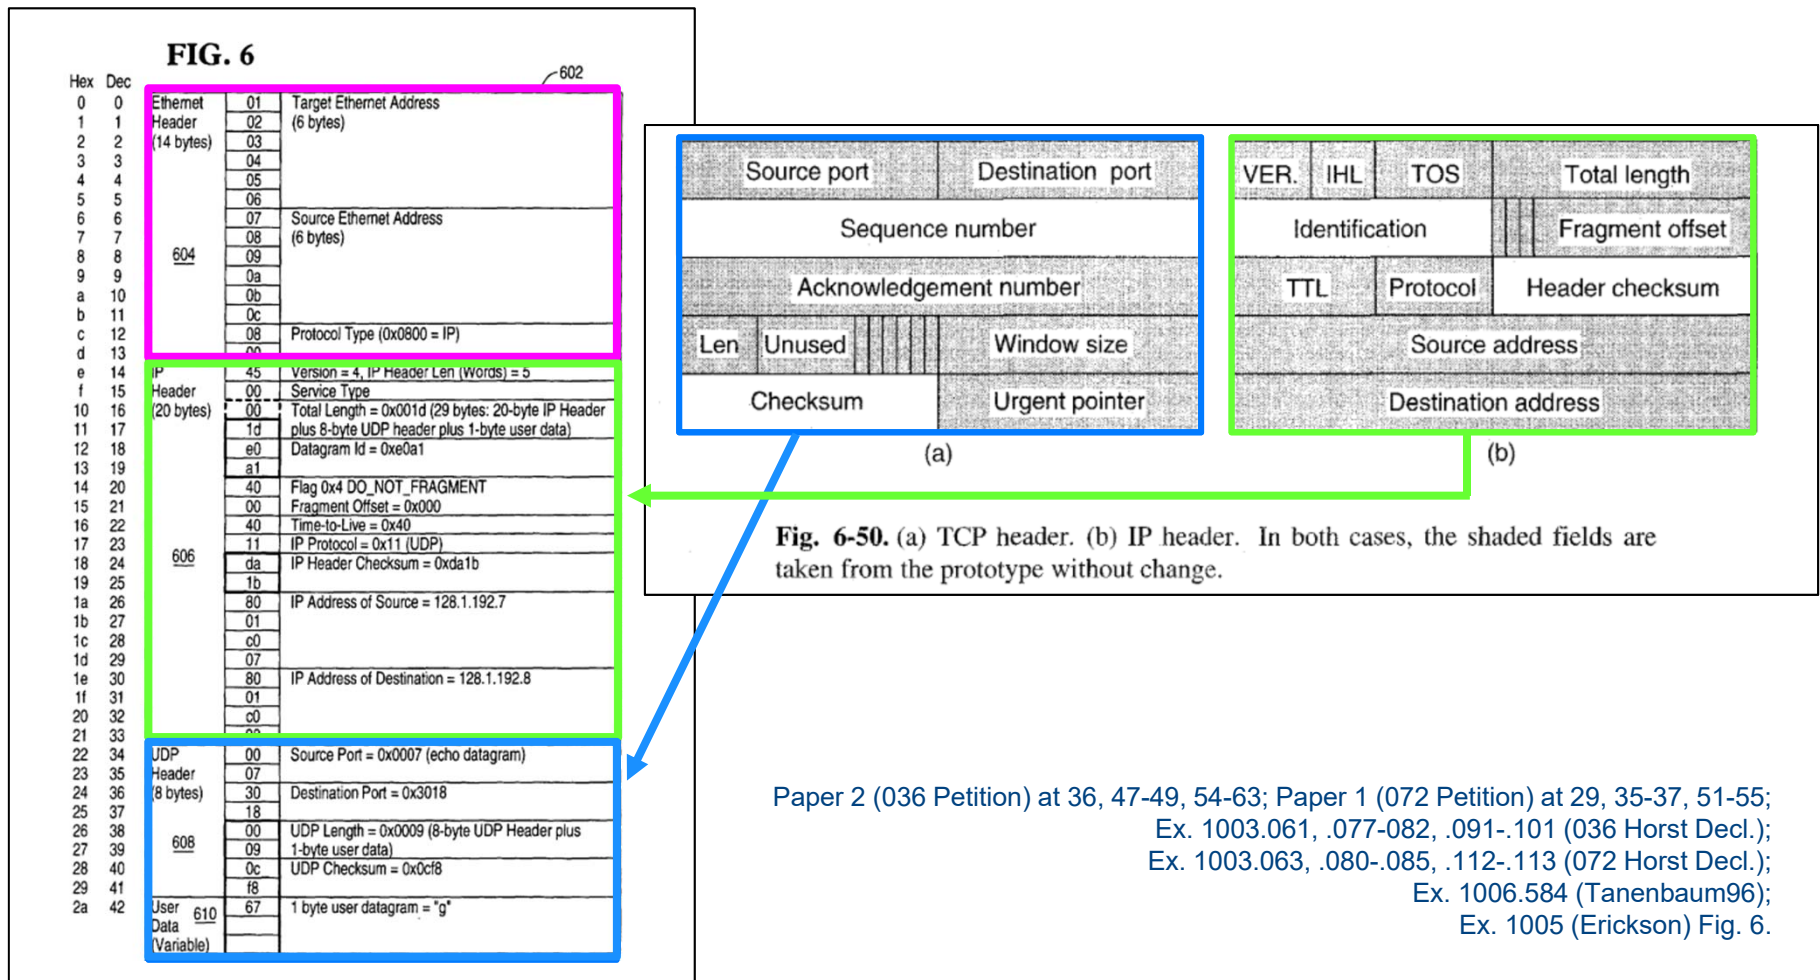 FIG. 6
602
Hex Dec
0 0 Ethernet 01 Target Ethernet Address
1 1 Header 02 (6 bytes)
2 2 (14 bytes) 03
3 3 04
4 4 05
5 5 06
6 6 07 Source Ethernet Address
7 7 08 (6 bytes)
8 8 604 09
9 9 0a
a 10 0b
b 11 0c
c 12 08 Protocol Type (0x0800 = IP)
d 13 00
e 14 IP 45 Version = 4, IP Header Len (Words) = 5
f 15 Header 00 Service Type
10 16 (20 bytes) 00 Total Length = 0x001d (29 bytes: 20-byte IP Header
11 17 1d plus 8-byte UDP header plus 1-byte user data)
12 18 e0 Datagram Id = 0xe0a1
13 19 a1
14 20 40 Flag 0x4 DO_NOT_FRAGMENT
15 21 00 Fragment Offset = 0x000
16 22 40 Time-to-Live = 0x40
17 23 11 IP Protocol = 0x11 (UDP)
18 24 606 da IP Header Checksum = 0xda1b
19 25 1b
1a 26 80 IP Address of Source = 128.1.192.7
1b 27 01
1c 28 c0
1d 29 07
1e 30 80 IP Address of Destination = 128.1.192.8
1f 31 01
20 32 c0
21 33
22 34 UDP 00 Source Port = 0x0007 (echo datagram)
23 35 Header 07
24 36 (8 bytes) 30 Destination Port = 0x3018
25 37 18
26 38 00 UDP Length = 0x0009 (8-byte UDP Header plus
27 39 608 09 1-byte user data)
28 40 0c UDP Checksum = 0x0cf8
29 41 f8
2a 42 User 610 67 1 byte user datagram = "g"
Data
(Variable)
Source port Destination port
Sequence number
Acknowledgement number
Len Unused Window size
Checksum Urgent pointer
(a)
VER. IHL TOS Total length
Identification Fragment offset
TTL Protocol Header checksum
Source address
Destination address
(b)
Fig. 6-50. (a) TCP header. (b) IP header. In both cases, the shaded fields are
taken from the prototype without change.
Paper 2 (036 Petition) at 36, 47-49, 54-63; Paper 1 (072 Petition) at 29, 35-37, 51-55;
Ex. 1003.061, .077-082, .091-.101 (036 Horst Decl.);
Ex. 1003.063, .080-.085, .112-.113 (072 Horst Decl.);
Ex. 1006.584 (Tanenbaum96);
Ex. 1005 (Erickson) Fig. 6.